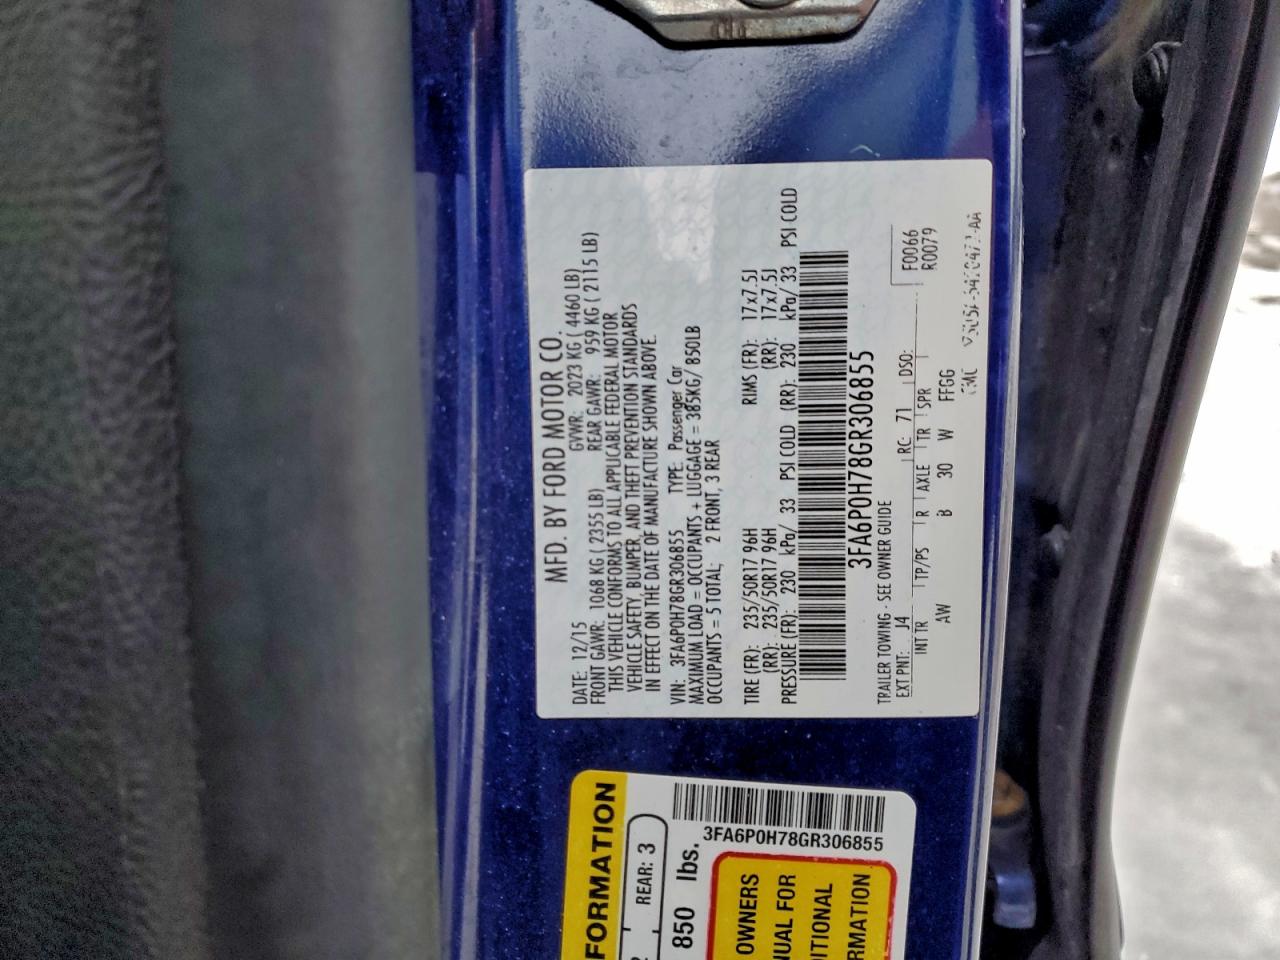 MFD. BY FORD MOTOR CO.
DATE: 12/15 GVWR: 2023 KG ( 4460 LB)
FRONT GAWR: 1068 KG ( 2355 LB) REAR GAWR: 959 KG ( 2115 LB)
THIS VEHICLE CONFORMS TO ALL APPLICABLE FEDERAL MOTOR
VEHICLE SAFETY, BUMPER, AND THEFT PREVENTION STANDARDS
IN EFFECT ON THE DATE OF MANUFACTURE SHOWN ABOVE.
VIN: 3FA6P0H78GR306855 TYPE: Passenger Car
MAXIMUM LOAD = OCCUPANTS + LUGGAGE = 385KG/ 850LB
OCCUPANTS = 5 TOTAL; 2 FRONT, 3 REAR
TIRE (FR): 235/50R17 96H RIMS (FR): 17x7.5J
(RR): 235/50R17 96H (RR): 17x7.5J
PRESSURE (FR): 230 kPa/ 33 PSI COLD (RR): 230 kPa/ 33 PSI COLD
3FA6P0H78GR306855
TRAILER TOWING - SEE OWNER GUIDE
EXT PNT: J4 RC: 71 DSO: F0066
INT TR TP/PS R AXLE TR SPR R0079
AW B 30 W FFGG
FORMATION
REAR: 3
850 lbs.
3FA6P0H78GR306855
OWNERS
NUAL FOR
DITIONAL
RMATION